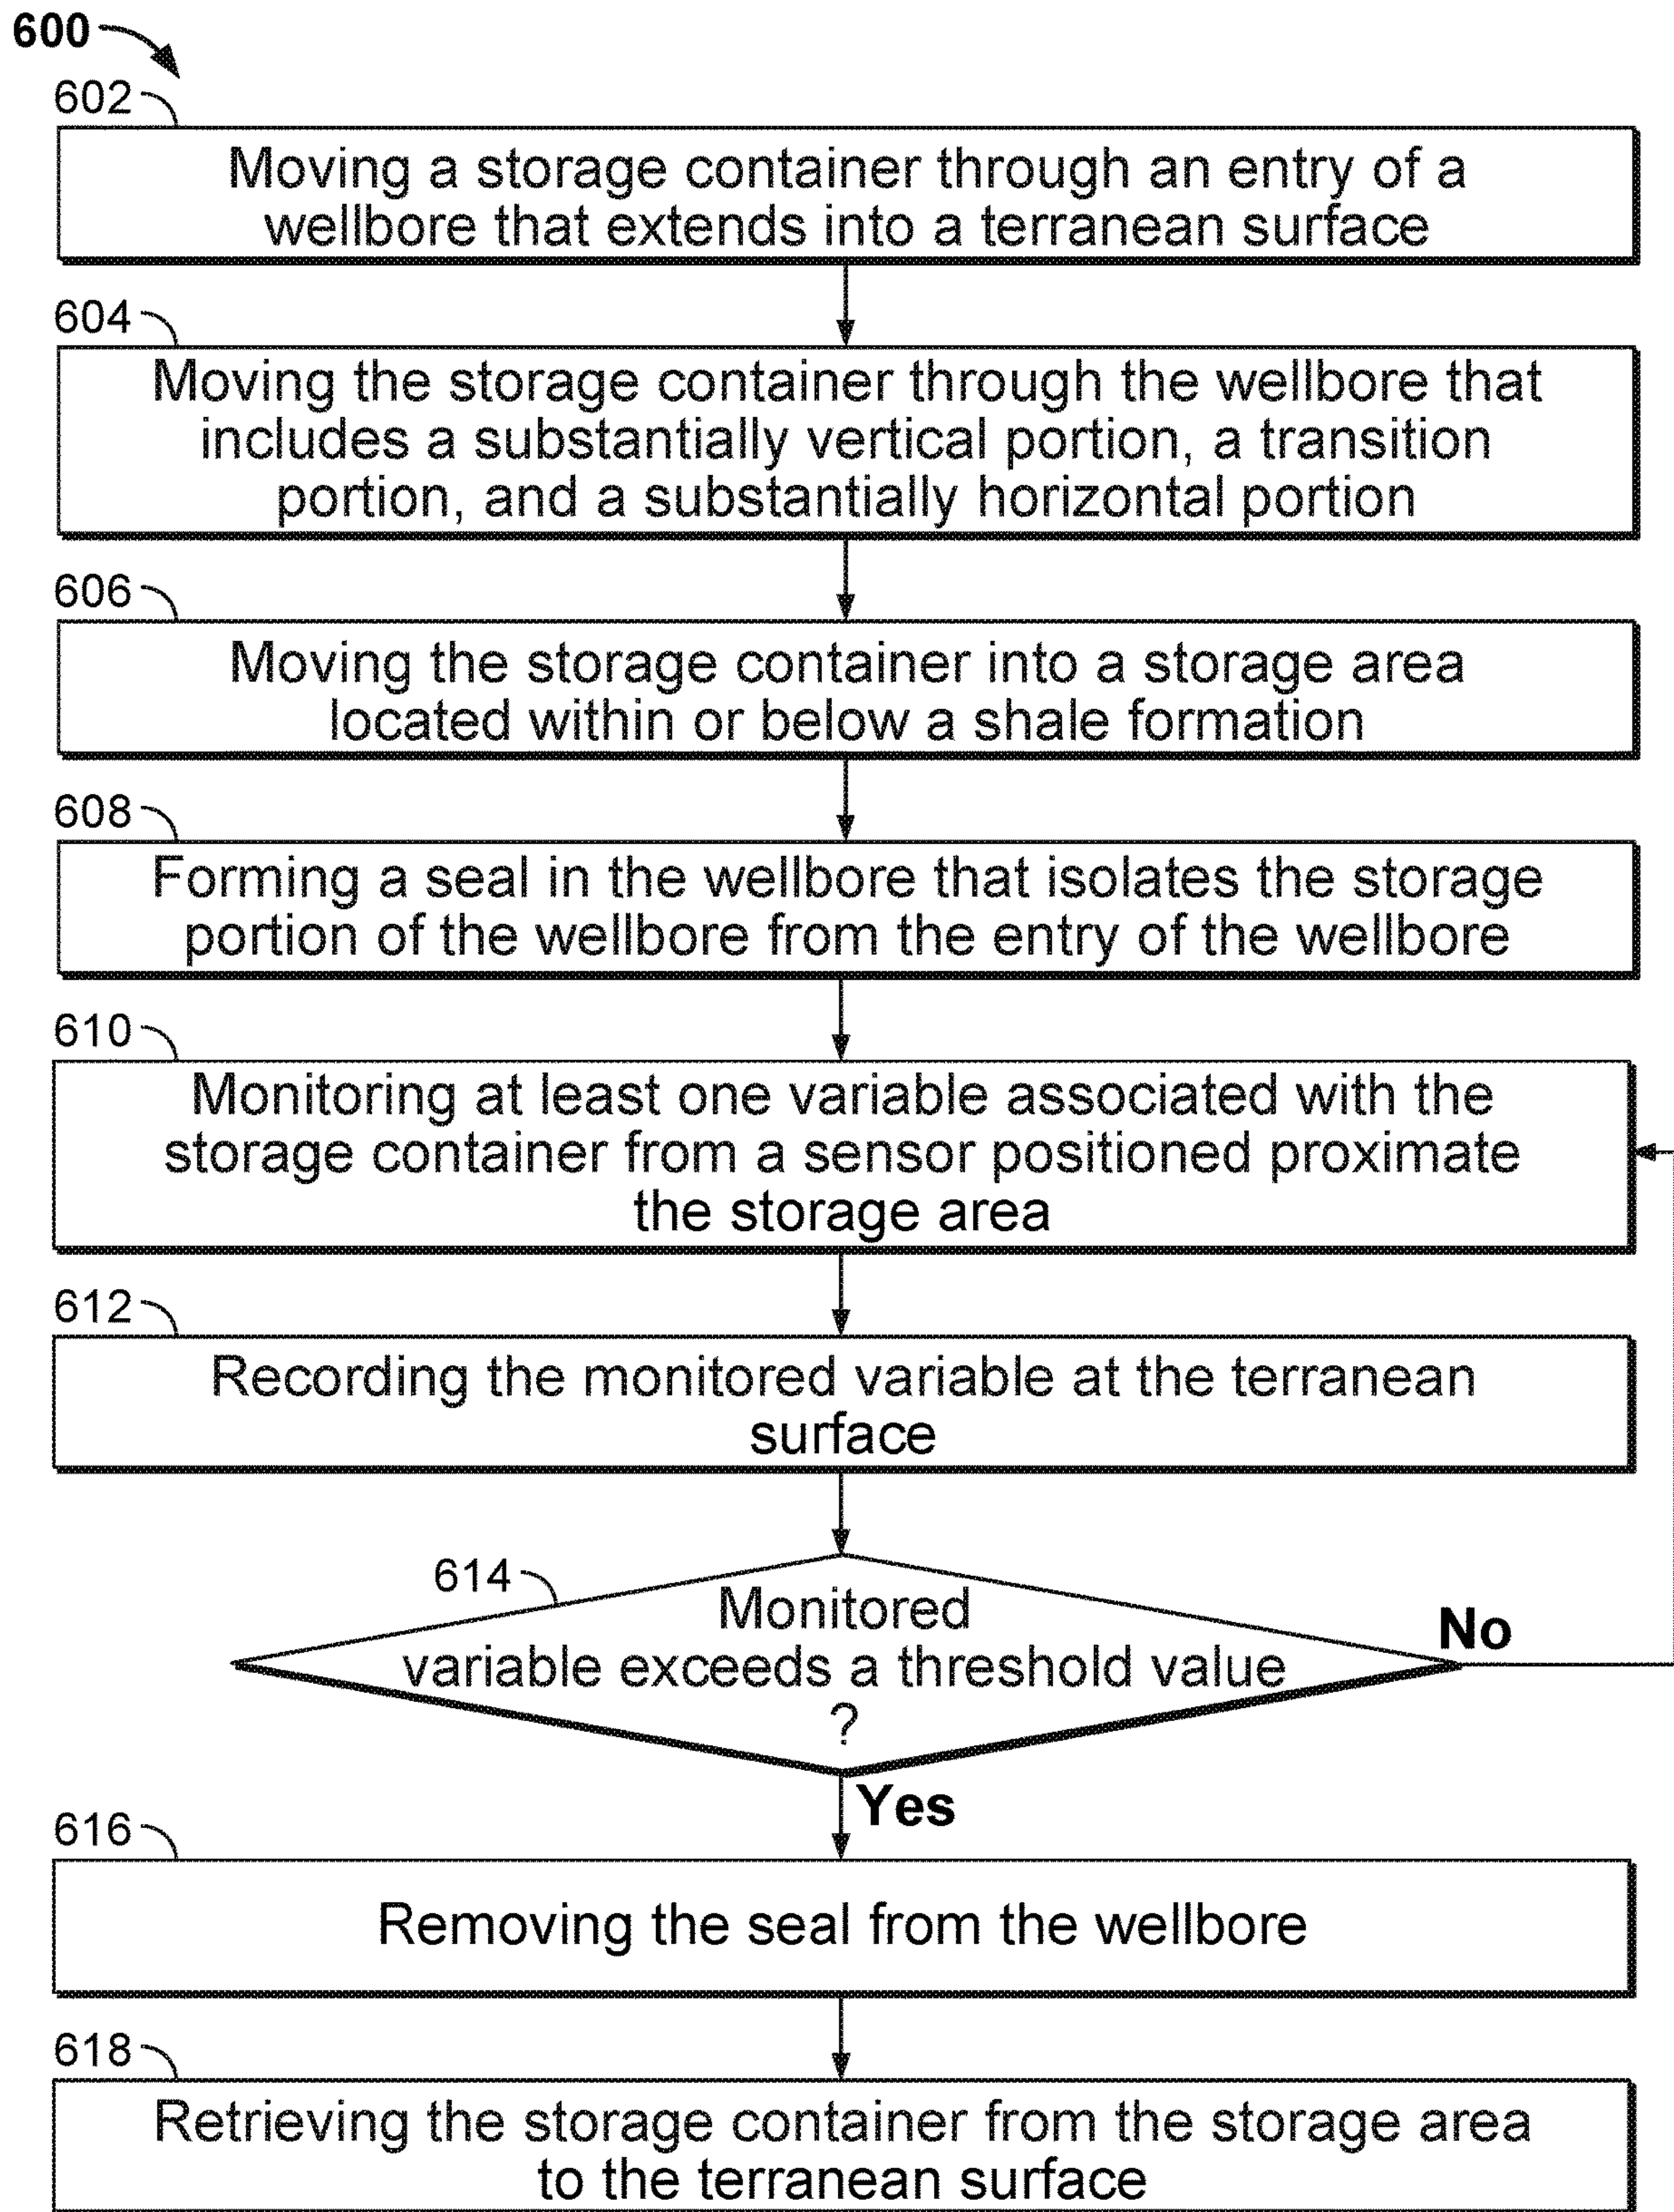 600
602
Moving a storage container through an entry of a
wellbore that extends into a terranean surface
604
Moving the storage container through the wellbore that
includes a substantially vertical portion, a transition
portion, and a substantially horizontal portion
606
Moving the storage container into a storage area
located within or below a shale formation
608
Forming a seal in the wellbore that isolates the storage
portion of the wellbore from the entry of the wellbore
610
Monitoring at least one variable associated with the
storage container from a sensor positioned proximate
the storage area
612
Recording the monitored variable at the terranean
surface
614
Monitored
variable exceeds a threshold value
?
No
Yes
616
Removing the seal from the wellbore
618
Retrieving the storage container from the storage area
to the terranean surface